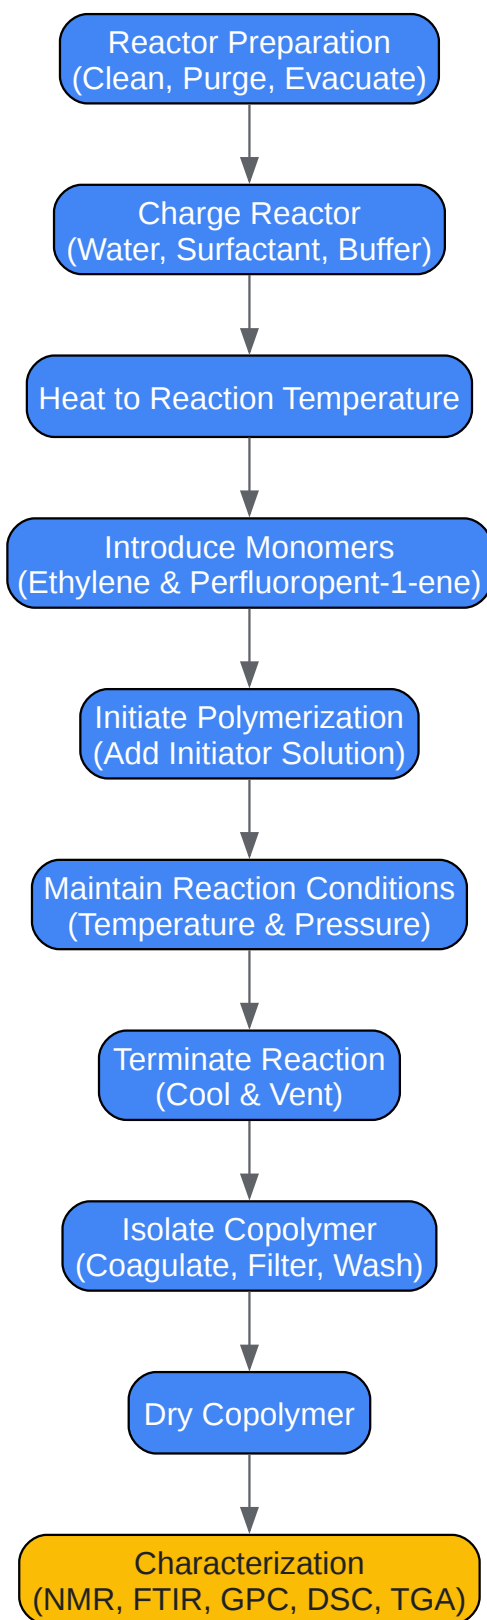 Reactor Preparation
(Clean, Purge, Evacuate)
Charge Reactor
(Water, Surfactant, Buffer)
Heat to Reaction Temperature
Introduce Monomers
(Ethylene & Perfluoropent-1-ene)
Initiate Polymerization
(Add Initiator Solution)
Maintain Reaction Conditions
(Temperature & Pressure)
Terminate Reaction
(Cool & Vent)
Isolate Copolymer
(Coagulate, Filter, Wash)
Dry Copolymer
Characterization
(NMR, FTIR, GPC, DSC, TGA)